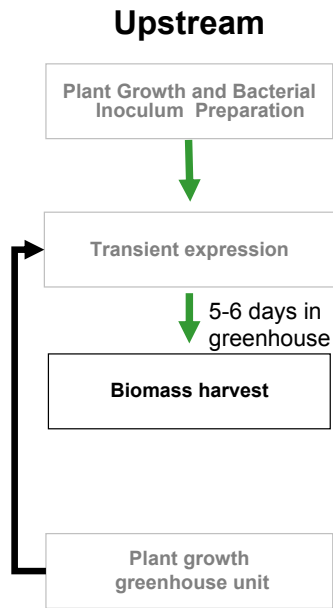 Upstream
Plant Growth and Bacterial
Inoculum Preparation
Transient expression
5-6 days in
greenhouse
Biomass harvest
Plant growth
greenhouse unit